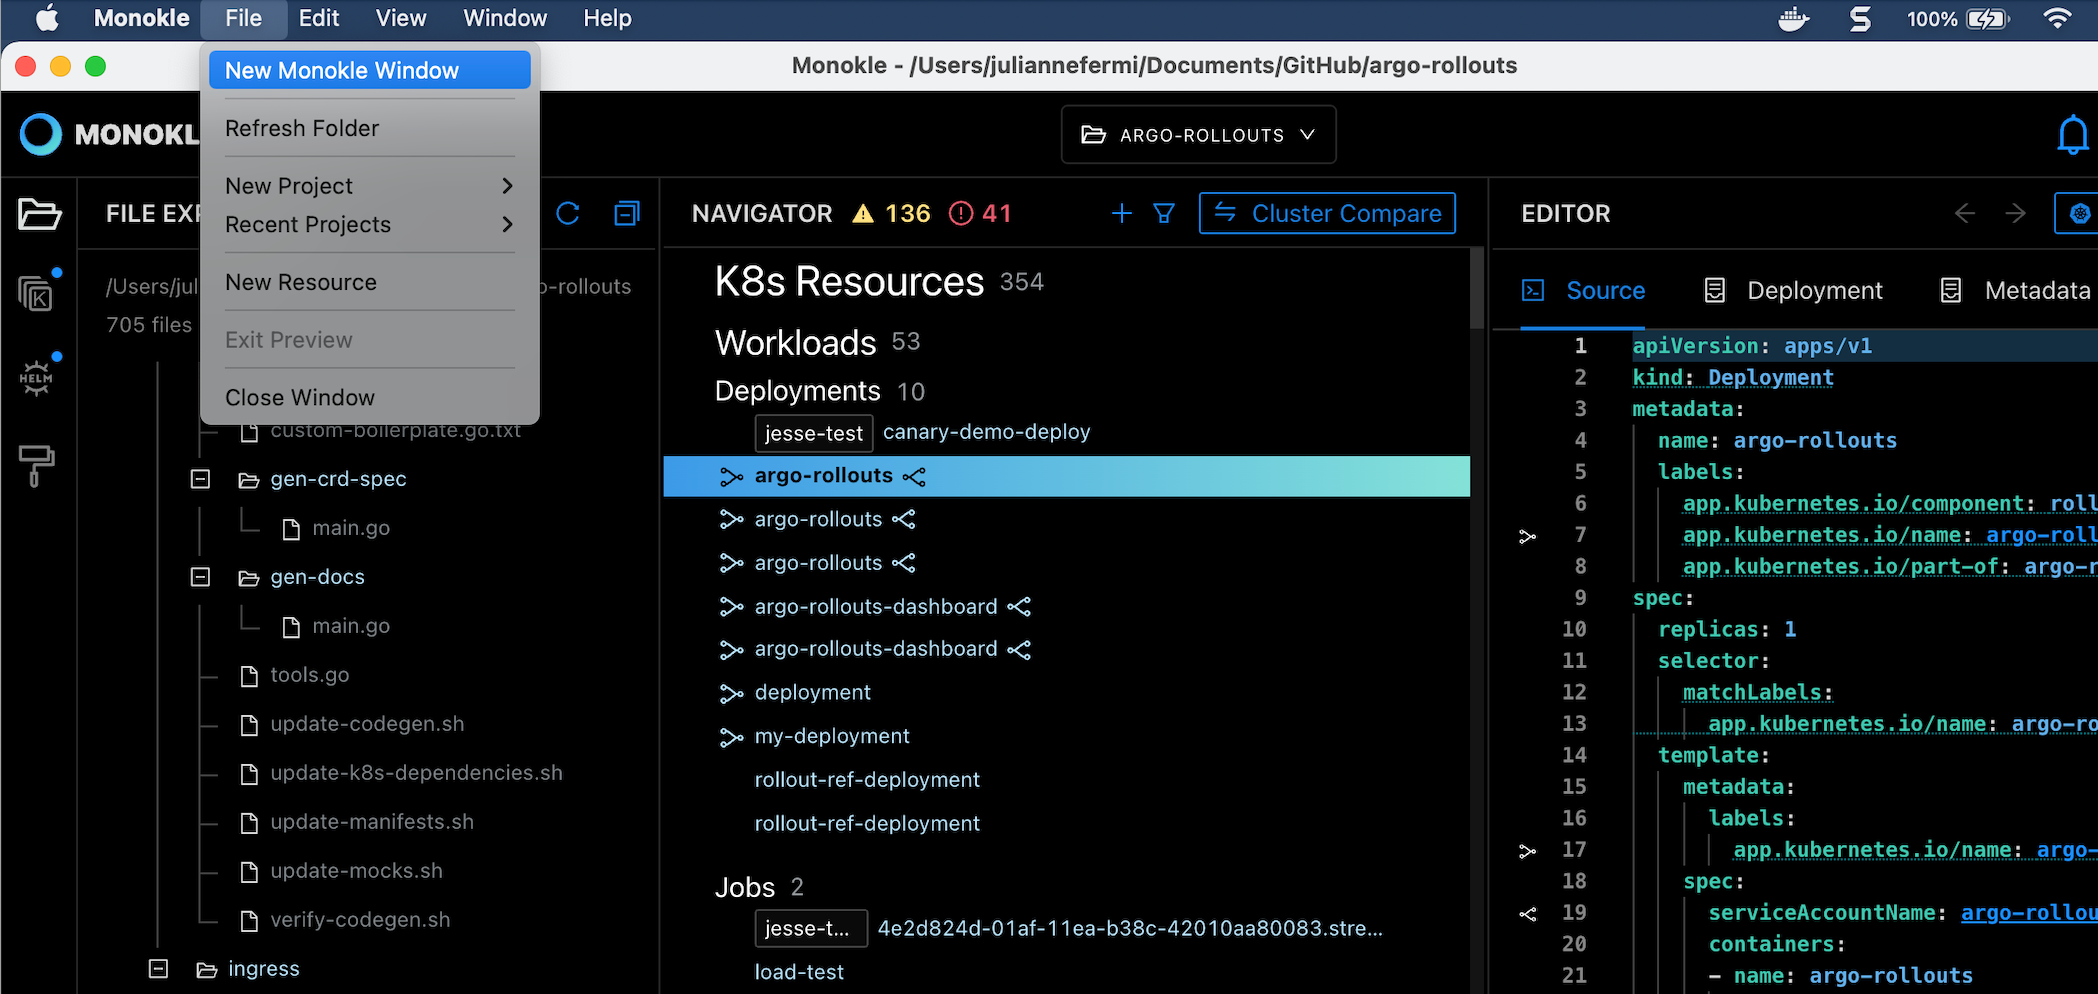 Monokle File Edit View Window Help 100%
Monokle - /Users/juliannefermi/Documents/GitHub/argo-rollouts
New Monokle Window
Refresh Folder
New Project
Recent Projects
New Resource
Exit Preview
Close Window
MONOKL
ARGO-ROLLOUTS
FILE EXP
/Users/jul
o-rollouts
705 files
HELM
K
custom-boilerplate.go.txt
gen-crd-spec
main.go
gen-docs
main.go
tools.go
update-codegen.sh
update-k8s-dependencies.sh
update-manifests.sh
update-mocks.sh
verify-codegen.sh
ingress
NAVIGATOR 136 41 Cluster Compare
K8s Resources 354
Workloads 53
Deployments 10
jesse-test canary-demo-deploy
argo-rollouts
argo-rollouts
argo-rollouts
argo-rollouts-dashboard
argo-rollouts-dashboard
deployment
my-deployment
rollout-ref-deployment
rollout-ref-deployment
Jobs 2
jesse-t... 4e2d824d-01af-11ea-b38c-42010aa80083.stre...
load-test
EDITOR
Source Deployment Metadata
1 apiVersion: apps/v1
2 kind: Deployment
3 metadata:
4 name: argo-rollouts
5 labels:
6 app.kubernetes.io/component: roll
7 app.kubernetes.io/name: argo-roll
8 app.kubernetes.io/part-of: argo-r
9 spec:
10 replicas: 1
11 selector:
12 matchLabels:
13 app.kubernetes.io/name: argo-ro
14 template:
15 metadata:
16 labels:
17 app.kubernetes.io/name: argo-
18 spec:
19 serviceAccountName: argo-rollou
20 containers:
21 - name: argo-rollouts